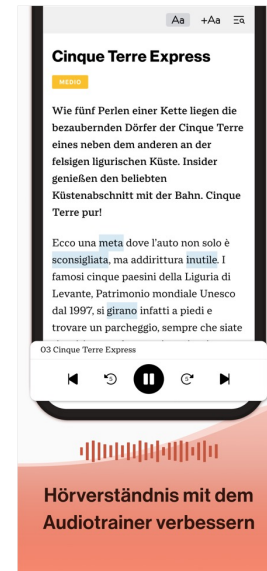 Aa +Aa
Cinque Terre Express
MEDIO
Wie fünf Perlen einer Kette liegen die
bezaubernden Dörfer der Cinque Terre
eines neben dem anderen an der
felsigen ligurischen Küste. Insider
genießen den beliebten
Küstenabschnitt mit der Bahn. Cinque
Terre pur!
Ecco una meta dove l'auto non solo è
sconsigliata, ma addirittura inutile. I
famosi cinque paesini della Liguria di
Levante, Patrimonio mondiale Unesco
dal 1997, si girano infatti a piedi e
trovare un parcheggio, sempre che siate
03 Cinque Terre Express
5 5
Hörverständnis mit dem
Audiotrainer verbessern